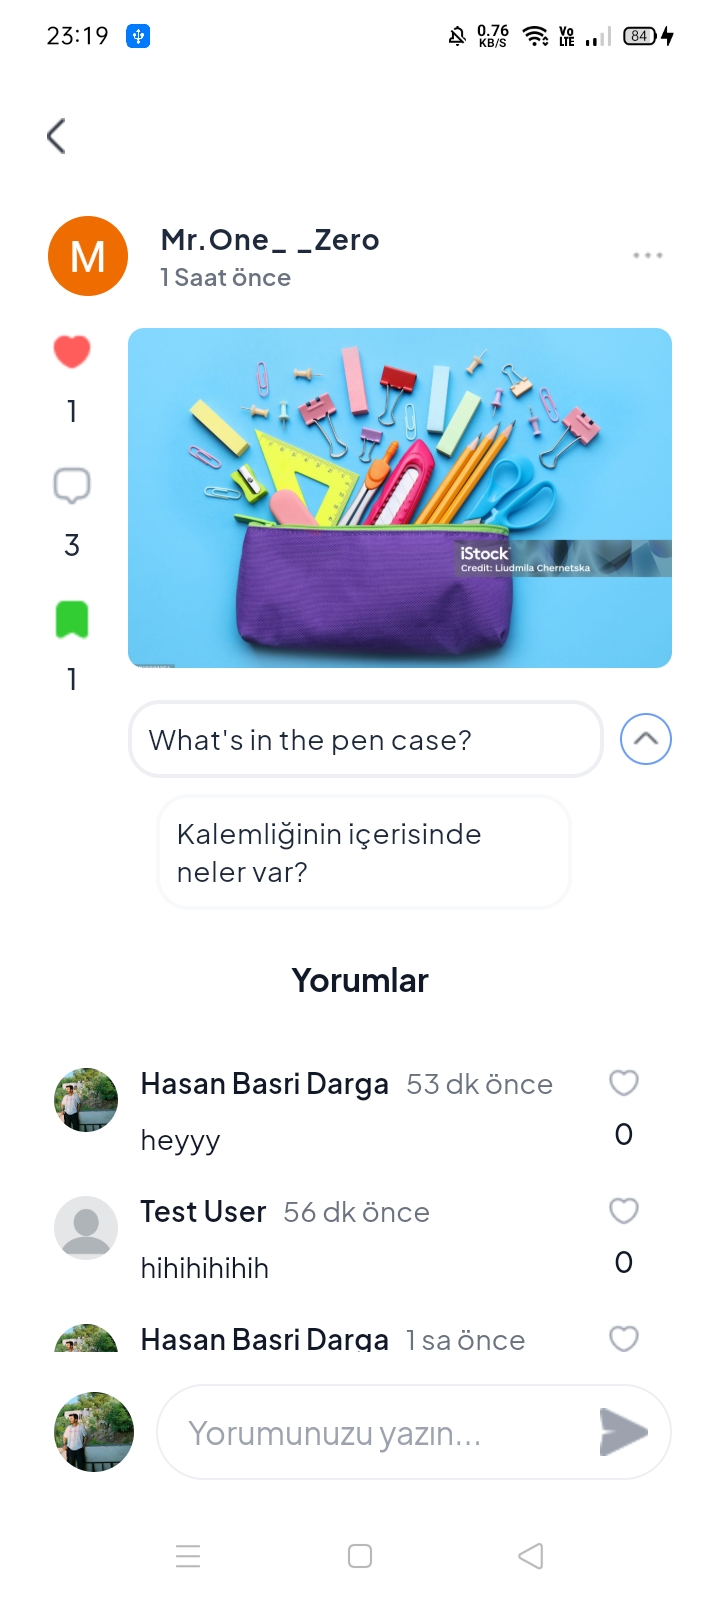 23:19
0.76
KB/S
Vo
LTE
84
M
Mr.One_ _Zero
1 Saat önce
1
3
1
iStock
Credit: Liudmila Chernetska
What's in the pen case?
Kalemliğinin içerisinde
neler var?
Yorumlar
Hasan Basri Darga 53 dk önce
heyyy
0
Test User 56 dk önce
hihihihihih
0
Hasan Basri Darga 1 sa önce
Yorumunuzu yazın...